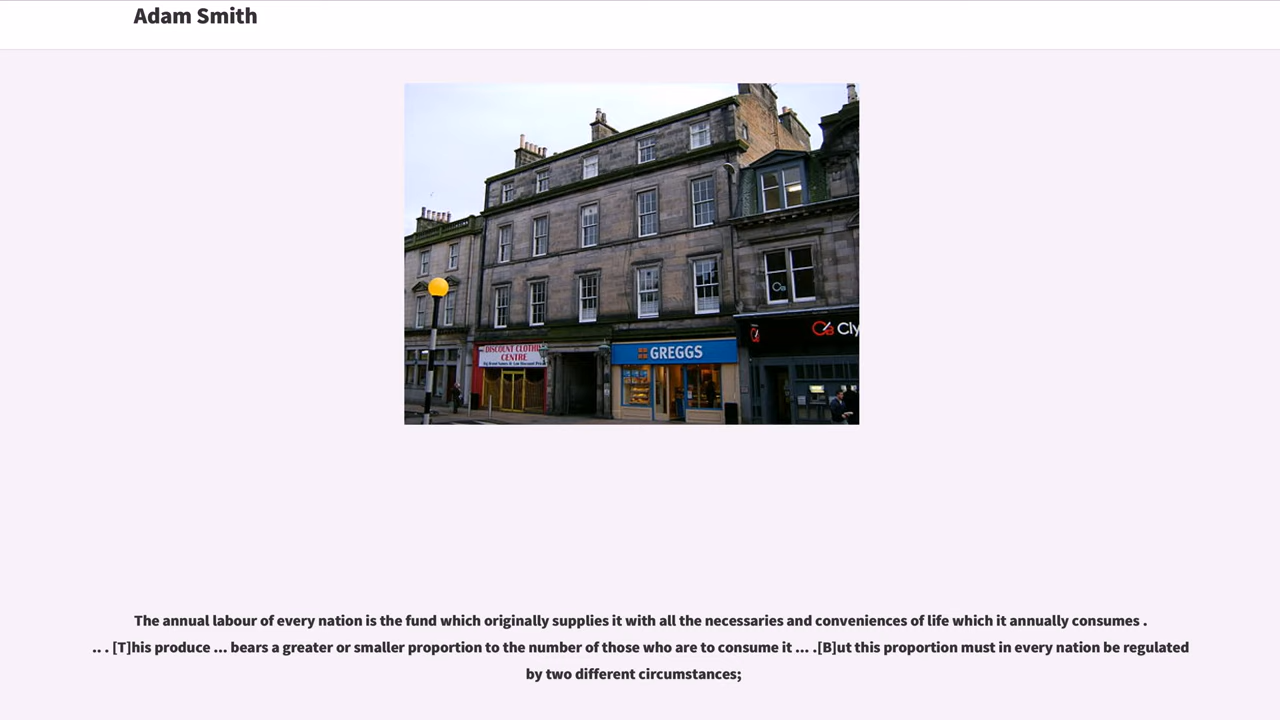 Adam Smith
DISCOUNT CLOTHI
CENTRE
GREGGS
Cly
The annual labour of every nation is the fund which originally supplies it with all the necessaries and conveniences of life which it annually consumes .
.. . [T]his produce ... bears a greater or smaller proportion to the number of those who are to consume it ... .[B]ut this proportion must in every nation be regulated
by two different circumstances;